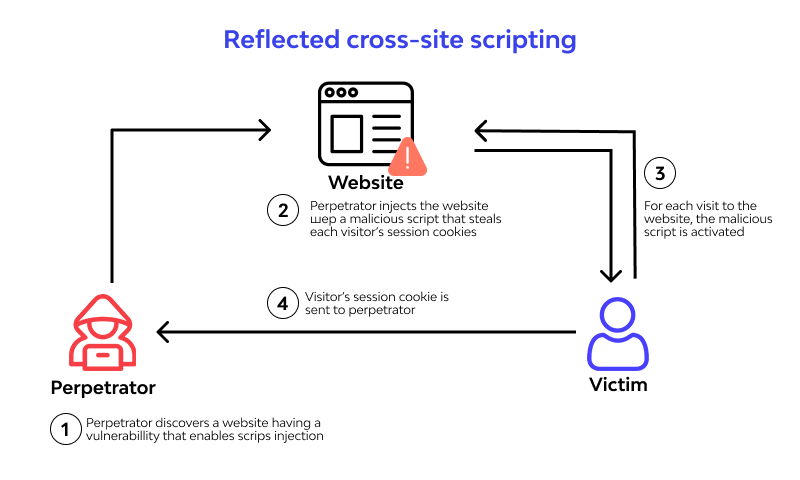 Reflected cross-site scripting
Website
2
Perpetrator injects the website
шер a malicious script that steals
each visitor's session cookies
3
For each visit to the
website, the malicious
script is activated
4
Visitor's session cookie is
sent to perpetrator
Perpetrator
Victim
1
Perpetrator discovers a website having a
vulnerabillity that enables scrips injection